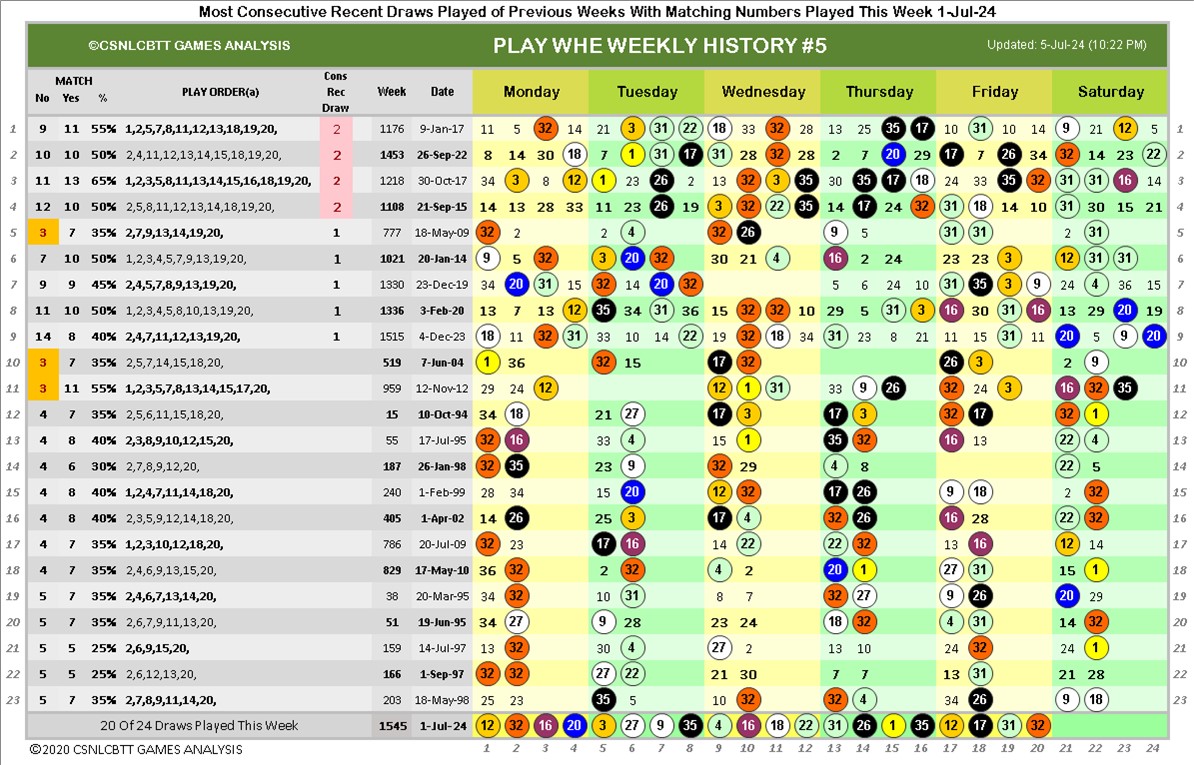 Most Consecutive Recent Draws Played of Previous Weeks With Matching Numbers Played This Week 1-Jul-24
©CSNLCBTT GAMES ANALYSIS PLAY WHE WEEKLY HISTORY #5 Updated: 5-Jul-24 (10:22 PM)
No MATCH Yes % PLAY ORDER(a) Cons Rec Draw Week Date Monday Tuesday Wednesday Thursday Friday Saturday
1 9 13 55% 1,2,5,7,8,11,12,13,18,19,20, 2 1176 9-Jan-17 11 5 32 14 21 3 31 22 18 33 32 28 13 25 35 17 10 31 10 14 9 21 12 5 1
2 10 10 50% 2,4,11,12,13,14,15,18,19,20, 2 1453 26-Sep-22 8 14 30 18 7 1 31 17 31 28 32 28 2 7 20 29 17 7 26 34 32 14 23 22 2
3 11 13 65% 1,2,3,5,8,11,13,14,15,16,18,19,20, 2 1218 30-Oct-17 34 3 8 12 1 23 26 2 13 32 3 35 30 35 17 18 24 33 35 32 31 31 16 14 3
4 12 10 50% 2,5,8,11,12,13,14,18,19,20, 2 1108 21-Sep-15 14 13 28 33 11 23 26 19 3 32 22 35 14 17 24 32 31 18 14 10 31 30 15 21 4
5 3 7 35% 2,7,9,13,14,19,20, 1 777 18-May-09 32 2 2 4 32 26 9 5 31 31 2 31 5
6 7 10 50% 1,2,3,4,5,7,9,13,19,20, 1 1021 20-Jan-14 9 5 32 3 20 32 30 21 4 16 2 24 23 23 3 12 31 31 6
7 9 9 45% 2,4,5,7,8,9,13,19,20, 1 1330 23-Dec-19 34 20 31 15 32 14 20 32 5 6 24 10 31 35 3 9 24 4 36 15 7
8 11 10 50% 1,2,3,4,5,8,10,13,19,20, 1 1336 3-Feb-20 13 7 13 12 35 34 31 36 15 32 32 10 29 5 31 3 16 30 31 16 13 23 20 19 8
9 11 8 40% 2,4,7,11,12,13,19,20, 1 1515 4-Dec-23 18 11 32 31 33 10 14 22 19 32 18 34 31 23 8 21 11 15 31 11 20 5 9 20 9
10 3 7 35% 2,5,7,14,15,18,20, 519 7-Jun-04 1 36 32 15 17 32 26 3 2 9 10
11 3 11 55% 1,2,3,5,7,8,13,14,15,17,20, 959 12-Nov-12 29 24 12 12 1 31 33 9 26 32 24 3 16 32 35 11
12 4 7 35% 2,5,6,11,15,18,20, 15 10-Oct-94 34 18 21 27 17 3 17 3 32 17 32 1 12
13 4 8 40% 2,3,8,9,10,12,15,20, 55 17-Jul-95 32 16 33 4 15 1 35 32 16 13 22 4 13
14 4 6 30% 2,7,8,9,12,20, 187 26-Jan-98 32 35 23 9 32 29 4 8 22 5 14
15 4 8 40% 1,2,4,7,11,14,18,20, 240 1-Feb-99 28 34 15 20 12 32 17 26 9 18 2 32 15
16 4 8 40% 2,3,5,9,12,14,18,20, 405 1-Apr-02 14 26 25 3 17 4 32 26 16 28 22 32 16
17 4 7 35% 1,2,3,10,12,18,20, 786 20-Jul-09 32 23 17 16 14 22 22 32 13 16 12 14 17
18 4 7 35% 2,4,6,9,13,15,20, 829 17-May-10 36 32 2 32 4 2 20 1 27 31 15 1 18
19 5 7 35% 2,4,6,7,13,14,20, 38 20-Mar-95 34 32 10 31 8 7 32 27 9 26 20 29 19
20 5 7 35% 2,6,7,9,11,13,20, 51 19-Jun-95 34 27 9 28 23 24 18 32 4 31 14 32 20
21 5 5 25% 2,6,9,15,20, 159 14-Jul-97 13 32 30 4 27 2 13 10 24 32 24 1 21
22 5 5 25% 2,6,12,13,20, 166 1-Sep-97 32 32 27 22 21 30 7 7 13 31 21 28 22
23 5 7 35% 2,7,8,9,11,14,20, 203 18-May-98 25 23 35 5 10 32 32 4 34 26 9 18 23
20 Of 24 Draws Played This Week 1545 1-Jul-24 12 32 16 20 3 27 9 35 4 16 18 22 31 26 1 35 12 17 31 32
©2020 CSNLCBTT GAMES ANALYSIS 1 2 3 4 5 6 7 8 9 10 11 12 13 14 15 16 17 18 19 20 21 22 23 24